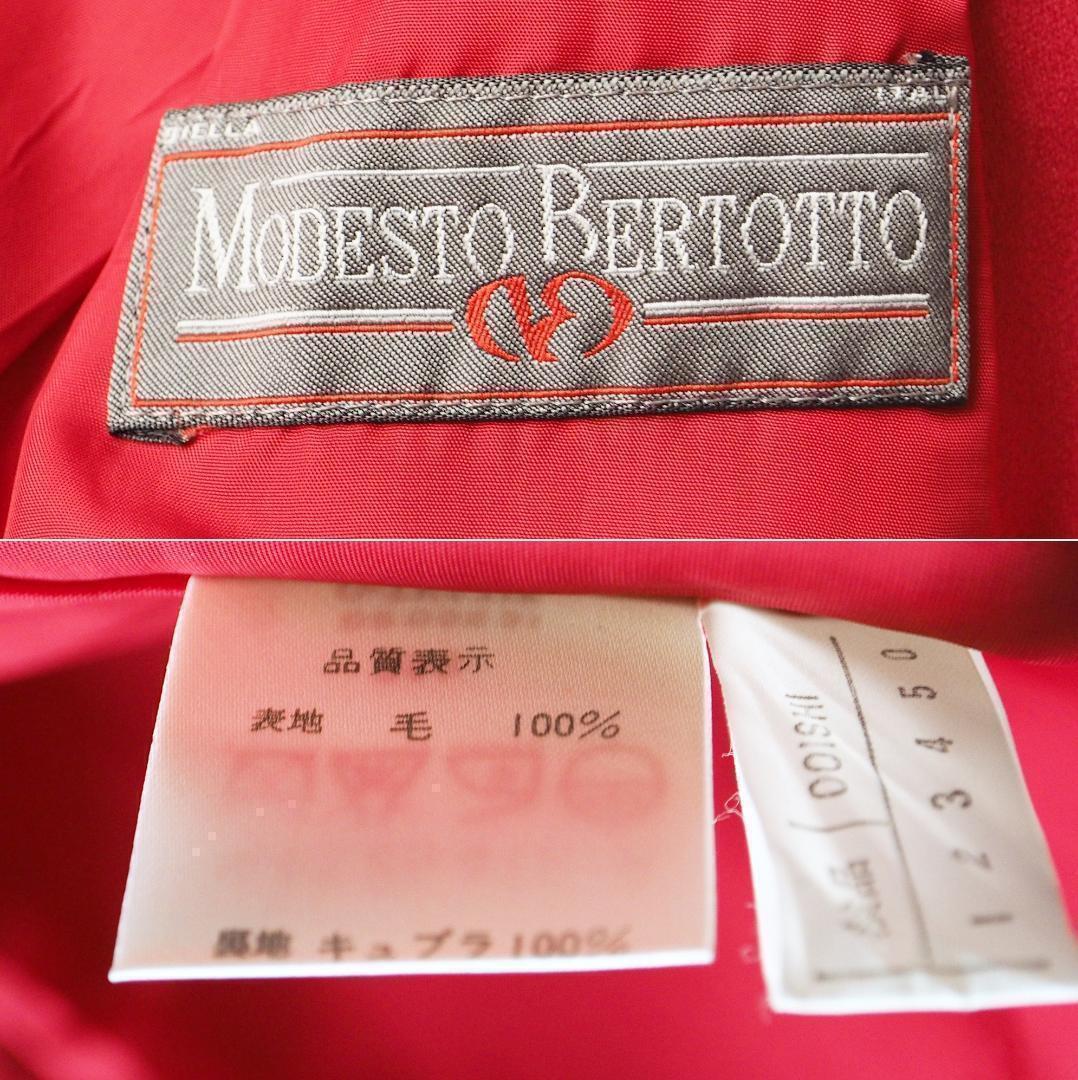 BIELLA
ITALY
MODESTO BERTOTTO
品質表示
表地 毛 100%
裏地 キュプラ 100%
OOISHI
1 2 3 4 5 0